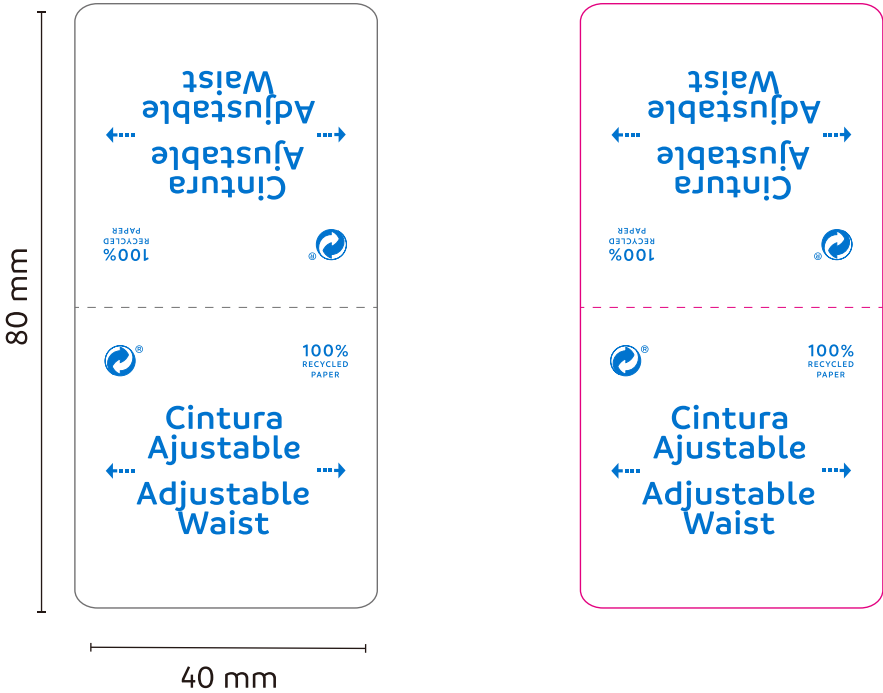 Cintura
Ajustable
Adjustable
Waist
100%
RECYCLED
PAPER
®
®
100%
RECYCLED
PAPER
Cintura
Ajustable
Adjustable
Waist
80 mm
40 mm
Cintura
Ajustable
Adjustable
Waist
100%
RECYCLED
PAPER
®
®
100%
RECYCLED
PAPER
Cintura
Ajustable
Adjustable
Waist